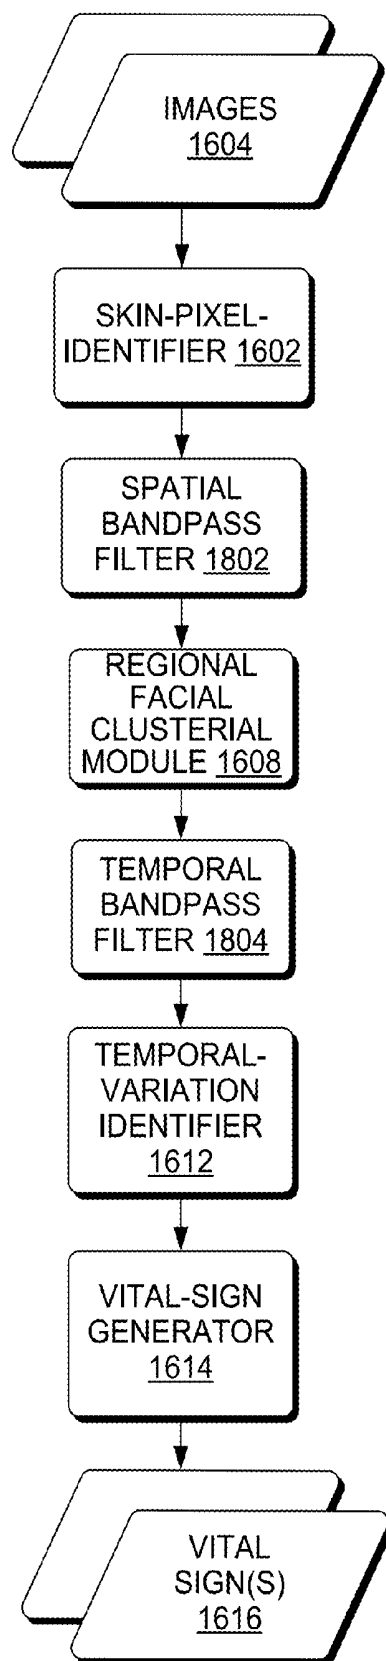 IMAGES
1604
SKIN-PIXEL-
IDENTIFIER 1602
SPATIAL
BANDPASS
FILTER 1802
REGIONAL
FACIAL
CLUSTERIAL
MODULE 1608
TEMPORAL
BANDPASS
FILTER 1804
TEMPORAL-
VARIATION
IDENTIFIER
1612
VITAL-SIGN
GENERATOR
1614
VITAL
SIGN(S)
1616